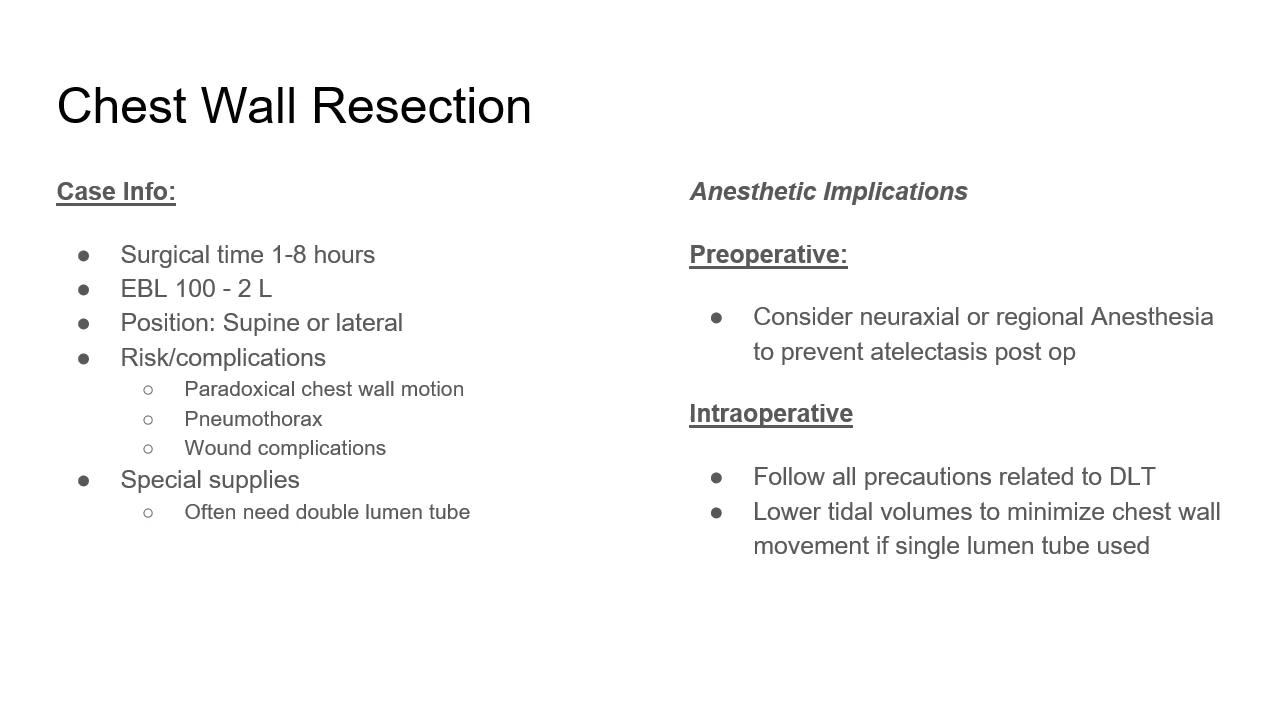 Chest Wall Resection
Case Info:
● Surgical time 1-8 hours
● EBL 100 - 2 L
● Position: Supine or lateral
● Risk/complications
○ Paradoxical chest wall motion
○ Pneumothorax
○ Wound complications
● Special supplies
○ Often need double lumen tube
Anesthetic Implications
Preoperative:
● Consider neuraxial or regional Anesthesia
to prevent atelectasis post op
Intraoperative
● Follow all precautions related to DLT
● Lower tidal volumes to minimize chest wall
movement if single lumen tube used